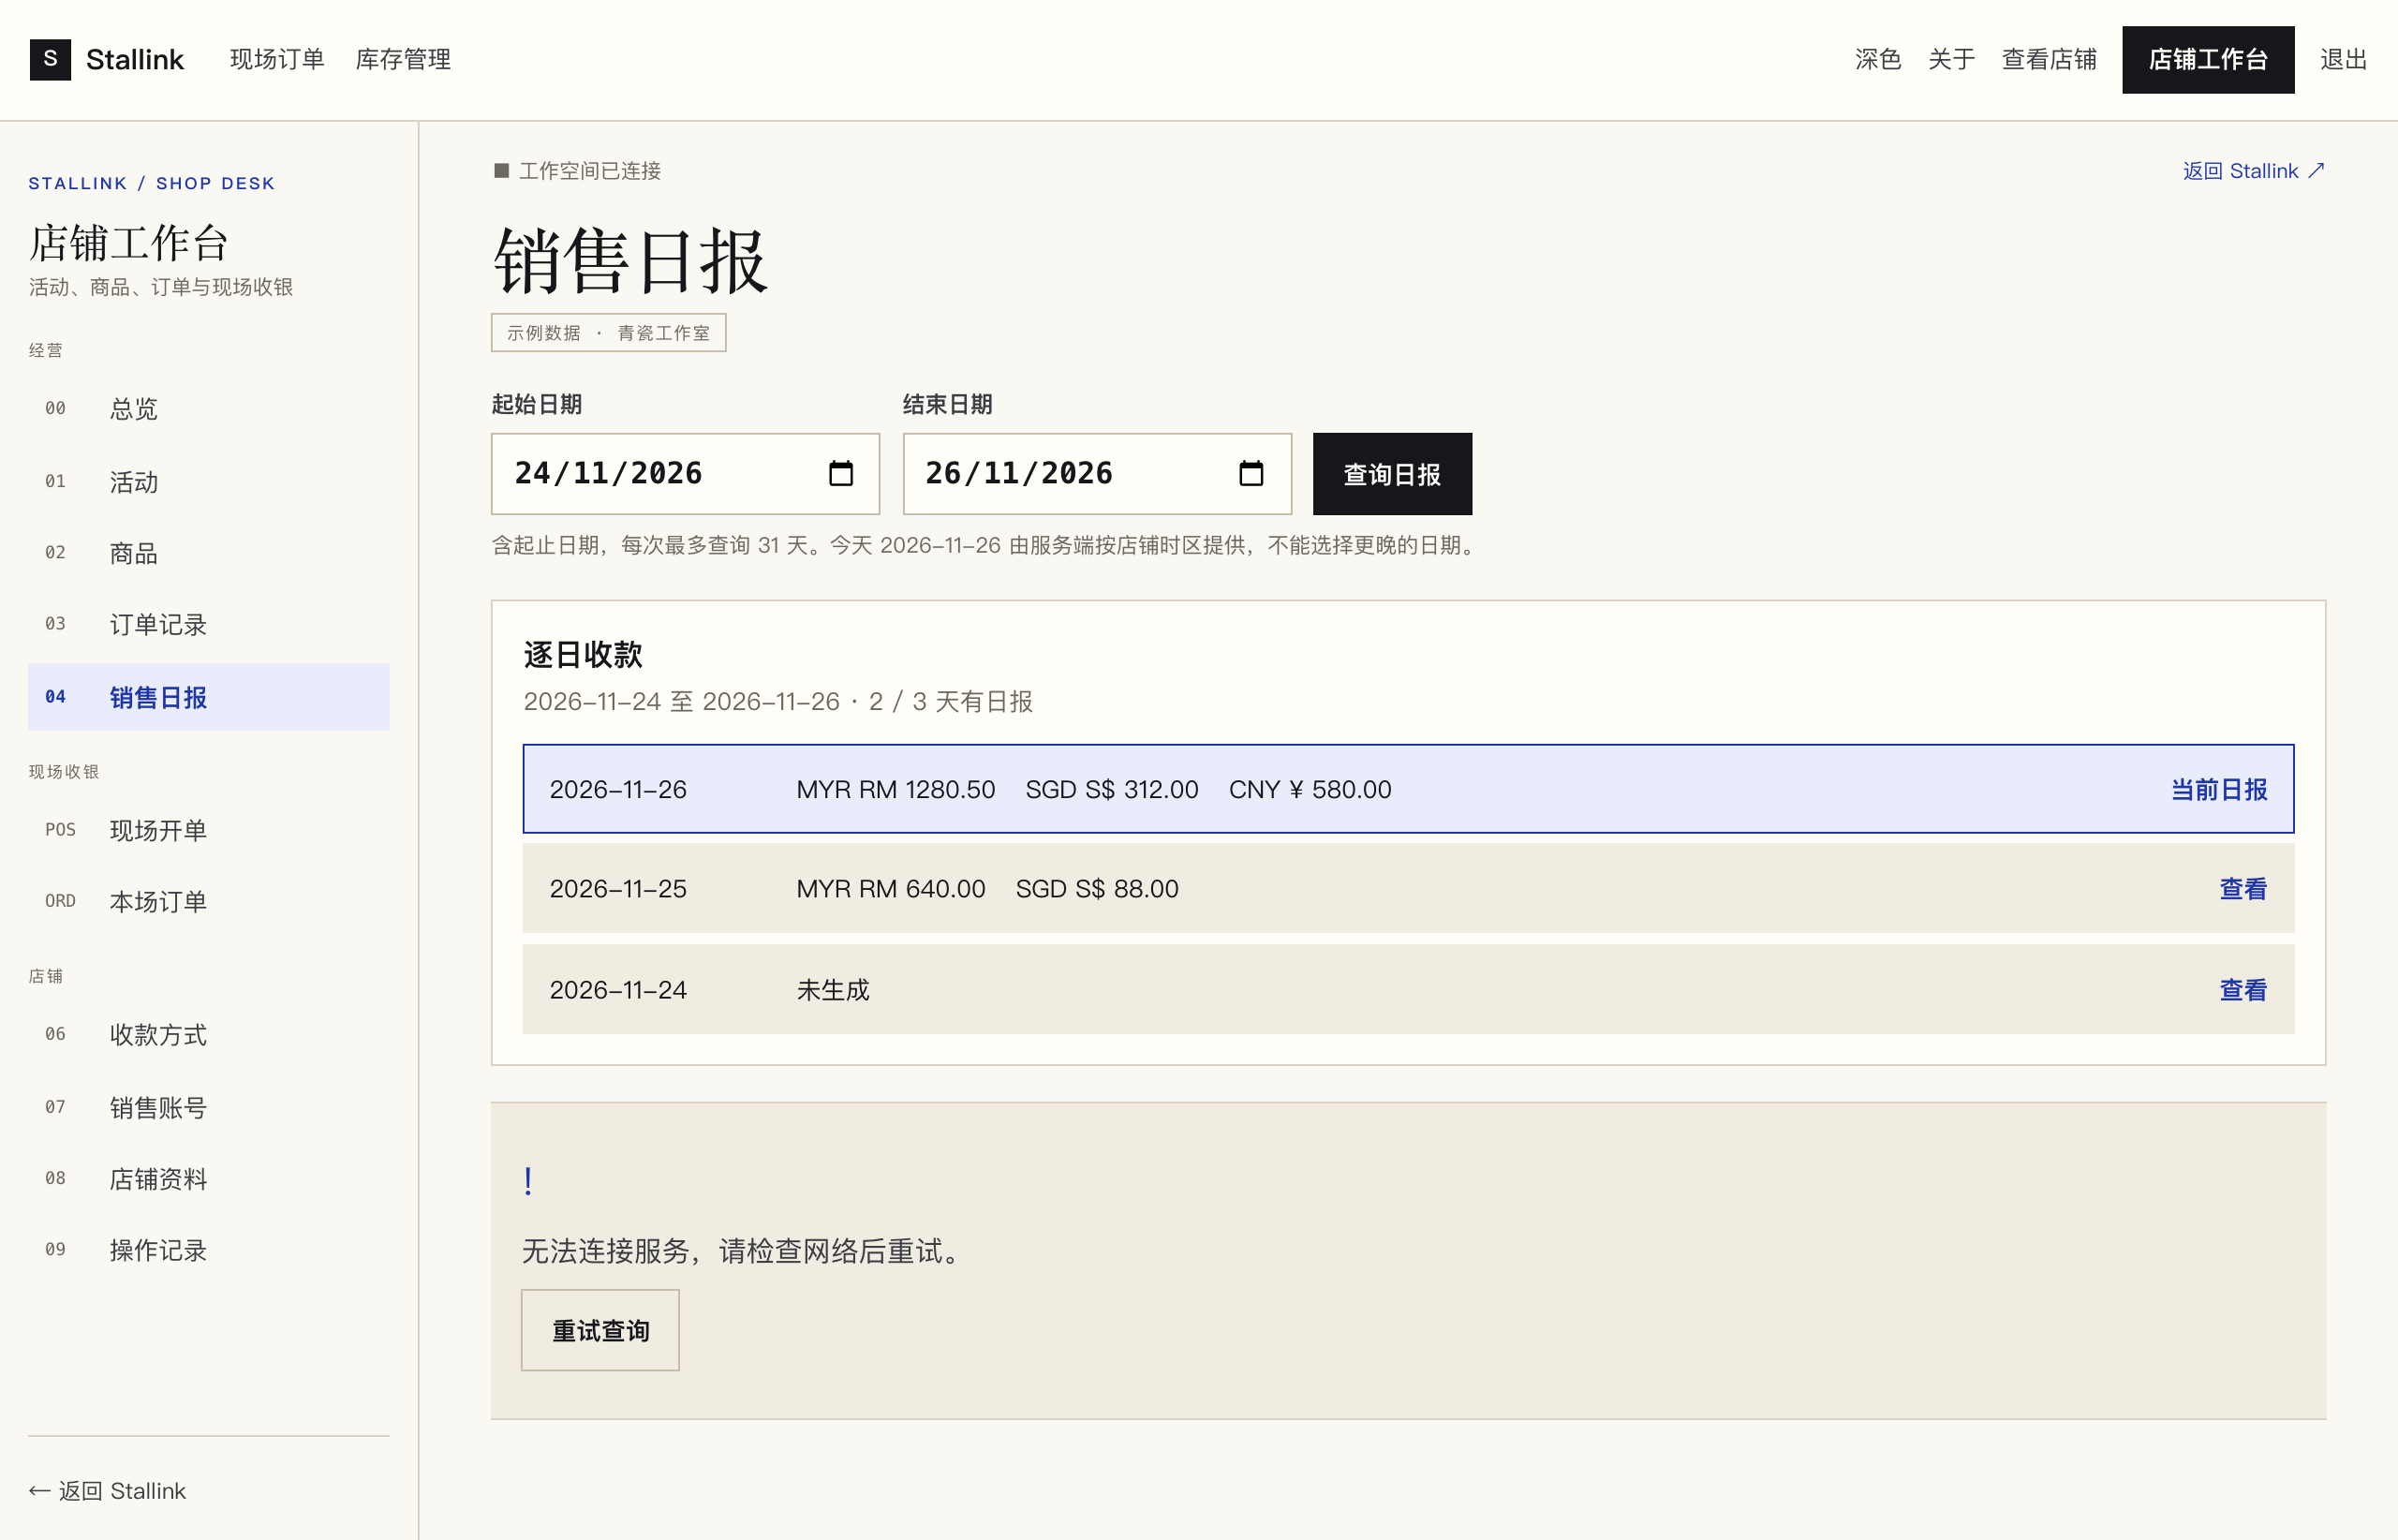 S Stallink 现场订单 库存管理 深色 关于 查看店铺 店铺工作台 退出
STALLINK / SHOP DESK
店铺工作台
活动、商品、订单与现场收银
经营
00 总览
01 活动
02 商品
03 订单记录
04 销售日报
现场收银
POS 现场开单
ORD 本场订单
店铺
06 收款方式
07 销售账号
08 店铺资料
09 操作记录
← 返回 Stallink
■ 工作空间已连接 返回 Stallink ↗
销售日报
示例数据 · 青瓷工作室
起始日期 结束日期
24/11/2026 26/11/2026 查询日报
含起止日期，每次最多查询 31 天。今天 2026-11-26 由服务端按店铺时区提供，不能选择更晚的日期。
逐日收款
2026-11-24 至 2026-11-26 · 2 / 3 天有日报
2026-11-26 MYR RM 1280.50 SGD S$ 312.00 CNY ¥ 580.00 当前日报
2026-11-25 MYR RM 640.00 SGD S$ 88.00 查看
2026-11-24 未生成 查看
!
无法连接服务，请检查网络后重试。
重试查询